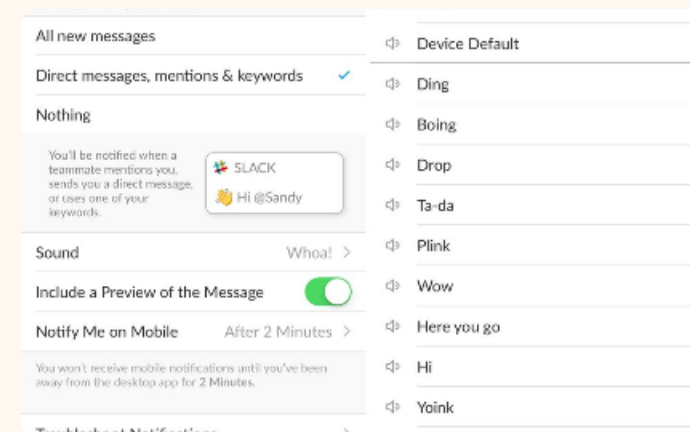 All new messages
Direct messages, mentions & keywords
Nothing
You'll be notified when a
teammate mentions you,
sends you a direct message,
or uses one of your
keywords.
SLACK
Hi @Sandy
Sound Whoa! >
Include a Preview of the Message
Notify Me on Mobile After 2 Minutes >
You won't receive mobile notifications until you've been
away from the desktop app for 2 Minutes.
Troubleshoot Notifications >
Device Default
Ding
Boing
Drop
Ta-da
Plink
Wow
Here you go
Hi
Yoink